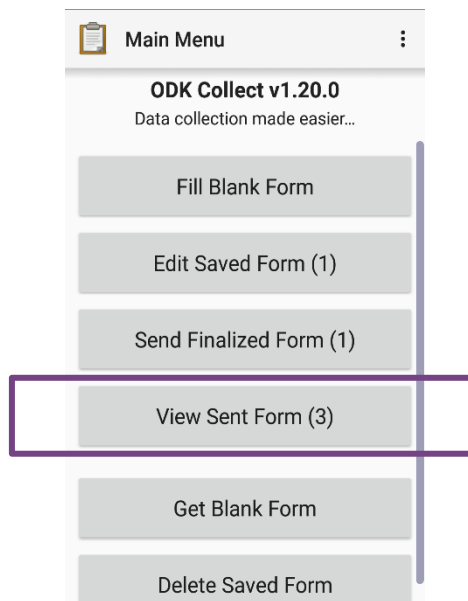 Main Menu
ODK Collect v1.20.0
Data collection made easier...
Fill Blank Form
Edit Saved Form (1)
Send Finalized Form (1)
View Sent Form (3)
Get Blank Form
Delete Saved Form